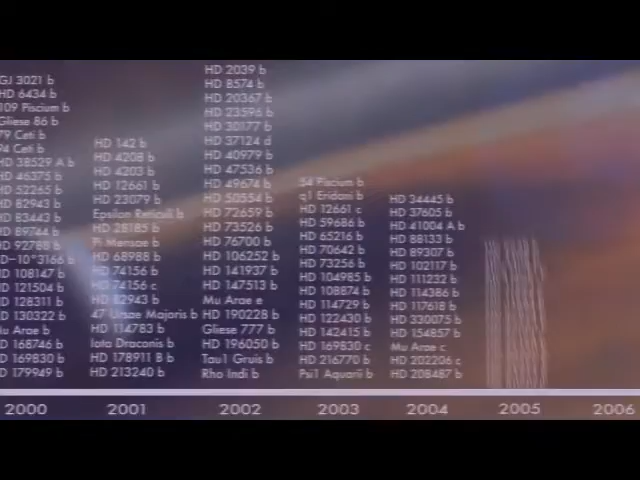 GJ 3021 b
HD 6434 b
109 Piscium b
Gliese 86 b
79 Ceti b
94 Ceti b
HD 38529 A b
HD 46375 b
HD 52265 b
HD 82943 b
HD 83443 b
HD 89744 b
HD 92788 b
BD-10°3166 b
HD 108147 b
HD 121504 b
HD 128311 b
HD 130322 b
Mu Arae b
HD 168746 b
HD 169830 b
HD 179949 b
2000
HD 142 b
HD 4208 b
HD 4203 b
HD 12661 b
HD 23079 b
Epsilon Reticuli b
HD 28185 b
Pi Mensae b
HD 68988 b
HD 74156 b
HD 74156 c
HD 82943 b
47 Ursae Majoris b
HD 114783 b
Iota Draconis b
HD 178911 B b
HD 213240 b
2001
HD 2039 b
HD 8574 b
HD 20367 b
HD 23596 b
HD 30177 b
HD 37124 d
HD 40979 b
HD 47536 b
HD 49674 b
HD 50554 b
HD 72659 b
HD 73526 b
HD 76700 b
HD 106252 b
HD 141937 b
HD 147513 b
Mu Arae e
HD 190228 b
Gliese 777 b
HD 196050 b
Tau1 Gruis b
Rho Indi b
2002
54 Piscium b
q1 Eridani b
HD 12661 c
HD 59686 b
HD 65216 b
HD 70642 b
HD 73256 b
HD 104985 b
HD 108874 b
HD 114729 b
HD 122430 b
HD 142415 b
HD 169830 c
HD 216770 b
Psi1 Aquarii b
2003
HD 34445 b
HD 37605 b
HD 41004 A b
HD 88133 b
HD 89307 b
HD 102117 b
HD 111232 b
HD 114386 b
HD 117618 b
HD 330075 b
HD 154857 b
Mu Arae c
HD 202206 c
HD 208487 b
2004
2005
2006